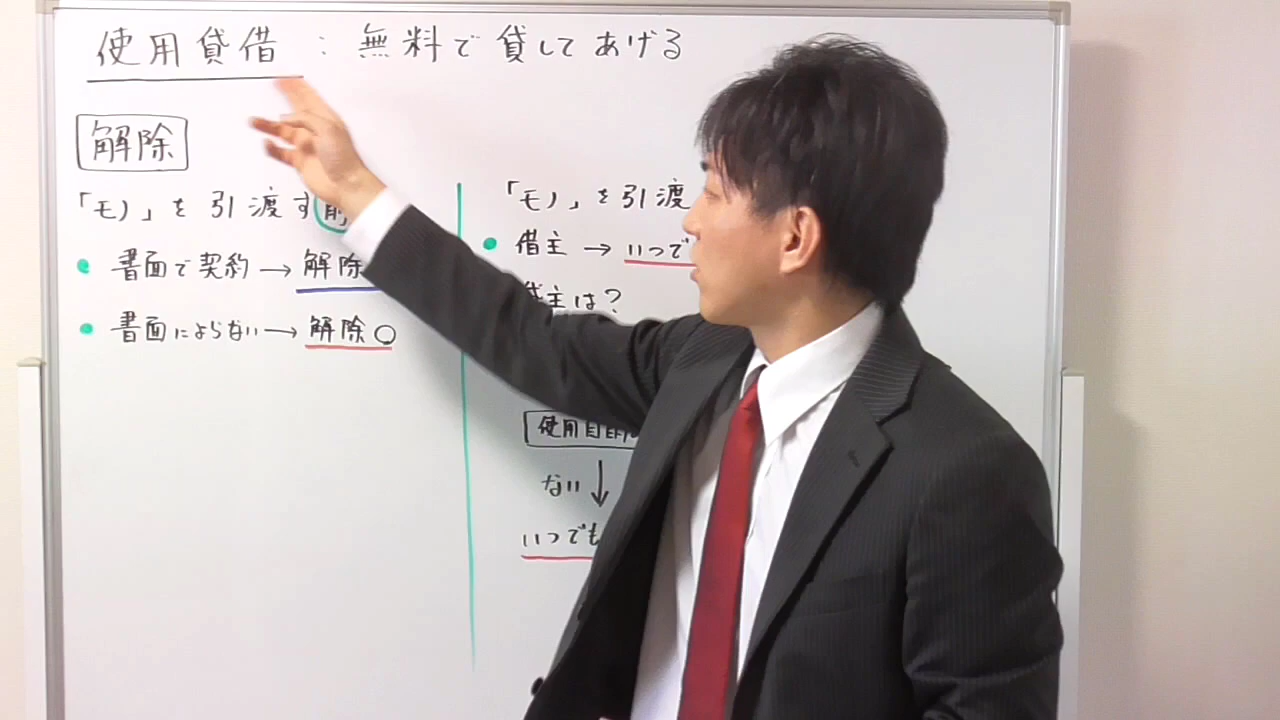 使用貸借 : 無料で貸してあげる
解除
「モノ」を引渡す前
• 書面で契約 → 解除
• 書面によらない → 解除○
「モノ」を引渡
• 借主 → いつで
貸主は?
使用目的
ない ↓
いつでも